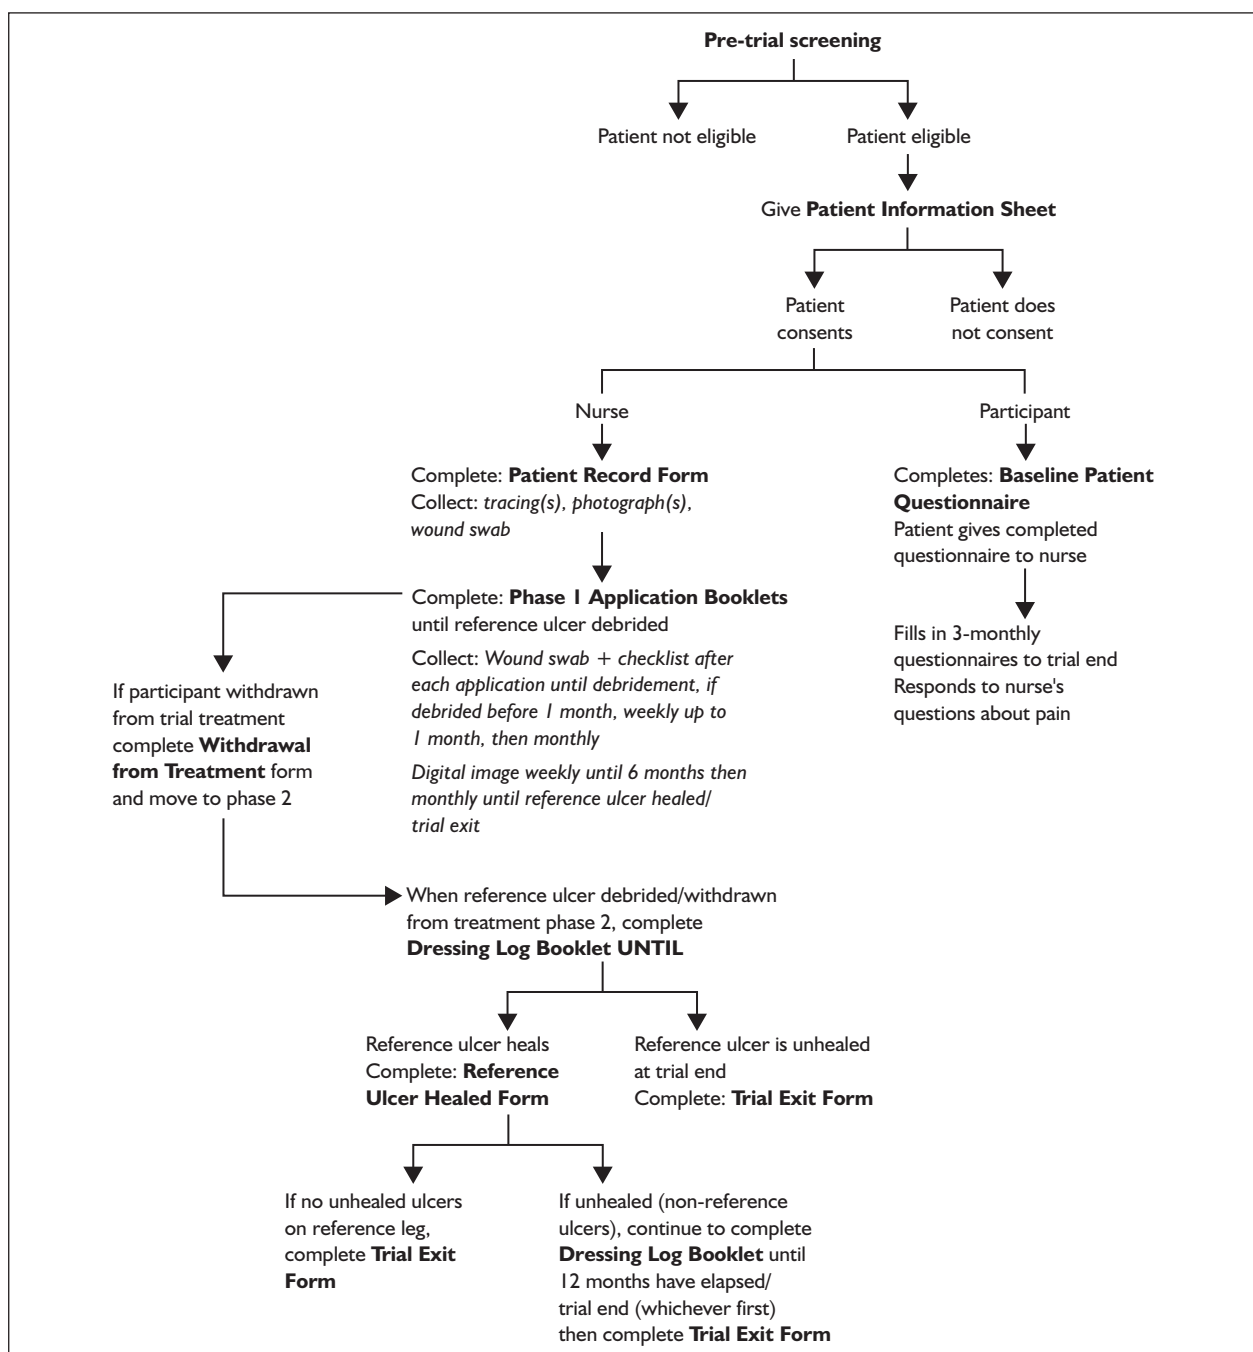 Pre-trial screening
Patient not eligible
Patient eligible
Give Patient Information Sheet
Patient
consents
Patient does
not consent
Nurse
Participant
Complete: Patient Record Form
Collect: tracing(s), photograph(s),
wound swab
Completes: Baseline Patient
Questionnaire
Patient gives completed
questionnaire to nurse
Complete: Phase 1 Application Booklets
until reference ulcer debrided
Collect: Wound swab + checklist after
each application until debridement, if
debrided before 1 month, weekly up to
1 month, then monthly
Digital image weekly until 6 months then
monthly until reference ulcer healed/
trial exit
Fills in 3-monthly
questionnaires to trial end
Responds to nurse's
questions about pain
If participant withdrawn
from trial treatment
complete Withdrawal
from Treatment form
and move to phase 2
When reference ulcer debrided/withdrawn
from treatment phase 2, complete
Dressing Log Booklet UNTIL
Reference ulcer heals
Complete: Reference
Ulcer Healed Form
Reference ulcer is unhealed
at trial end
Complete: Trial Exit Form
If no unhealed ulcers
on reference leg,
complete Trial Exit
Form
If unhealed (non-reference
ulcers), continue to complete
Dressing Log Booklet until
12 months have elapsed/
trial end (whichever first)
then complete Trial Exit Form